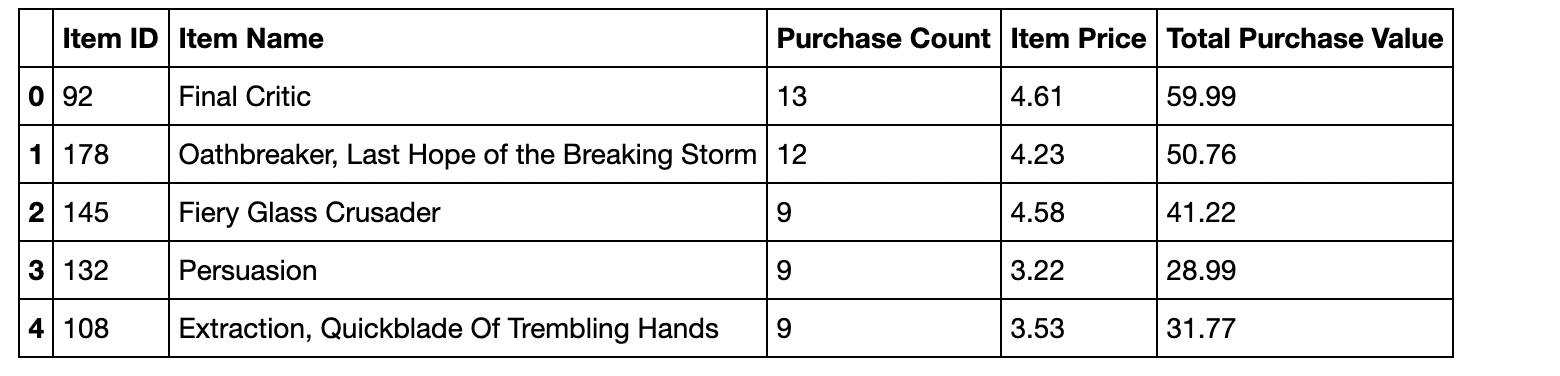 Item ID Item Name Purchase Count Item Price Total Purchase Value
0 92 Final Critic 13 4.61 59.99
1 178 Oathbreaker, Last Hope of the Breaking Storm 12 4.23 50.76
2 145 Fiery Glass Crusader 9 4.58 41.22
3 132 Persuasion 9 3.22 28.99
4 108 Extraction, Quickblade Of Trembling Hands 9 3.53 31.77